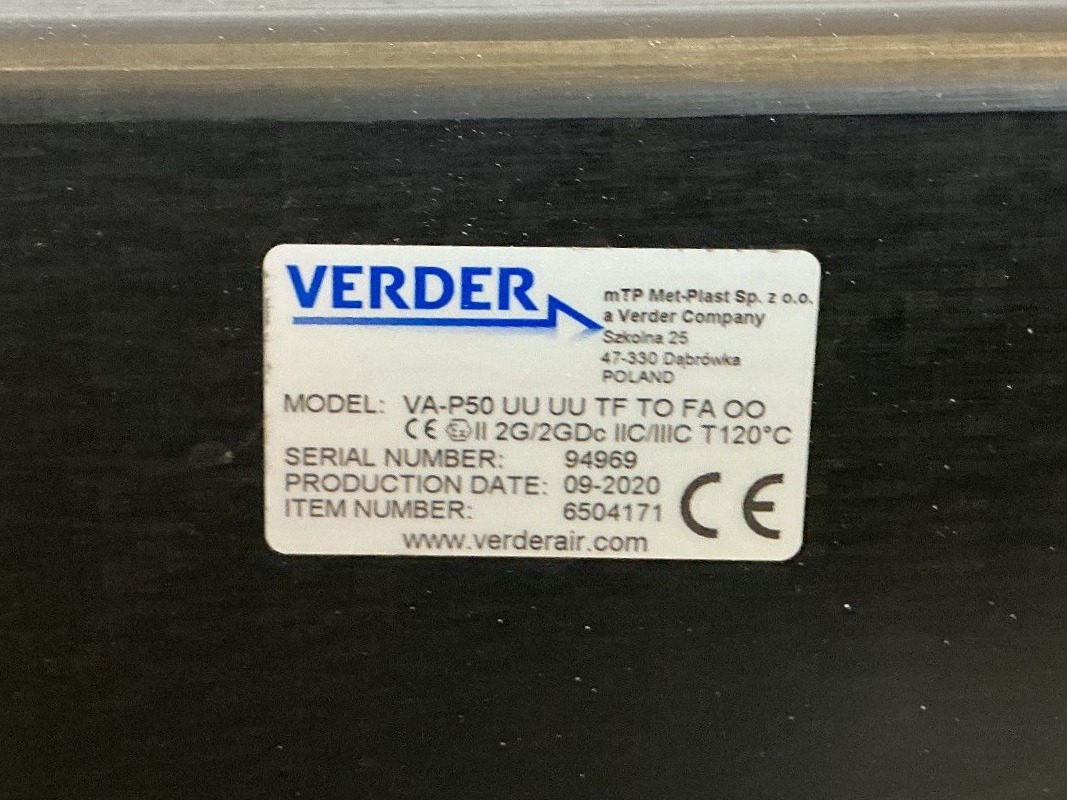 VERDER
mTP Met-Plast Sp. z o.o.
a Verder Company
Szkolna 25
47-330 Dąbrówka
POLAND
MODEL: VA-P50 UU UU TF TO FA OO
CE Ex II 2G/2GDc IIC/IIIC T120°C
SERIAL NUMBER: 94969
PRODUCTION DATE: 09-2020
ITEM NUMBER: 6504171
CE
www.verderair.com